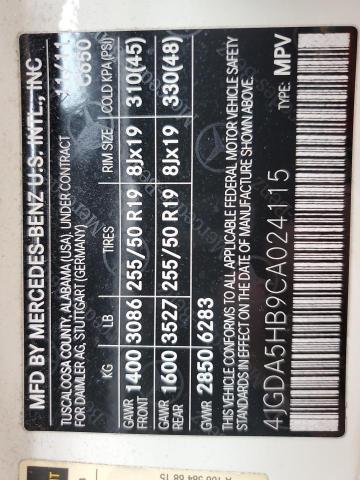 MFD BY MERCEDES-BENZ U.S. INTL., INC
TUSCALOOSA COUNTY, ALABAMA (USA), UNDER CONTRACT
FOR DAIMLER AG, STUTTGART (GERMANY)
KG LB TIRES RIM SIZE COLD KPA (PSI)
GAWR FRONT 1400 3086 255/50 R19 8Jx19 310(45)
GAWR REAR 1600 3527 255/50 R19 8Jx19 330(48)
GVWR 2850 6283
THIS VEHICLE CONFORMS TO ALL APPLICABLE FEDERAL MOTOR VEHICLE SAFETY
STANDARDS IN EFFECT ON THE DATE OF MANUFACTURE SHOWN ABOVE.
TYPE: MPV
4JGDA5HB9CA024115